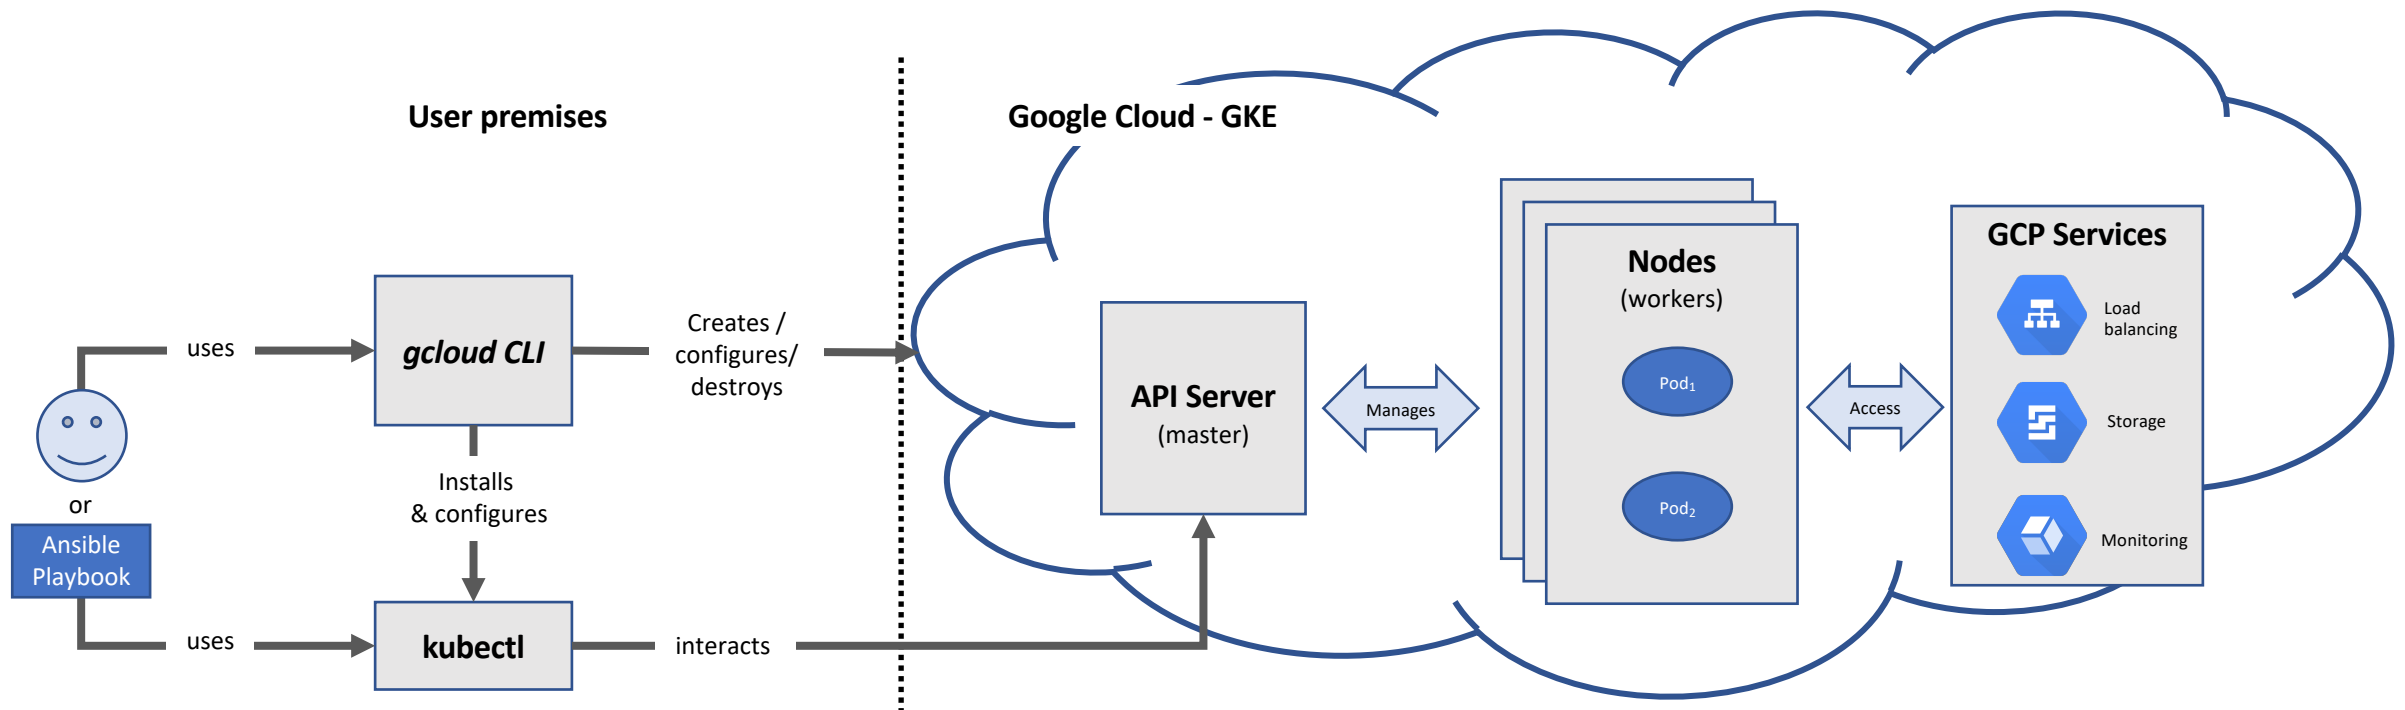 User premises
Google Cloud - GKE
uses
gcloud CLI
Creates /
configures/
destroys
or
Ansible
Playbook
Installs
& configures
uses
kubectl
interacts
API Server
(master)
Manages
Nodes
(workers)
Pod1
Pod2
Access
GCP Services
Load
balancing
Storage
Monitoring